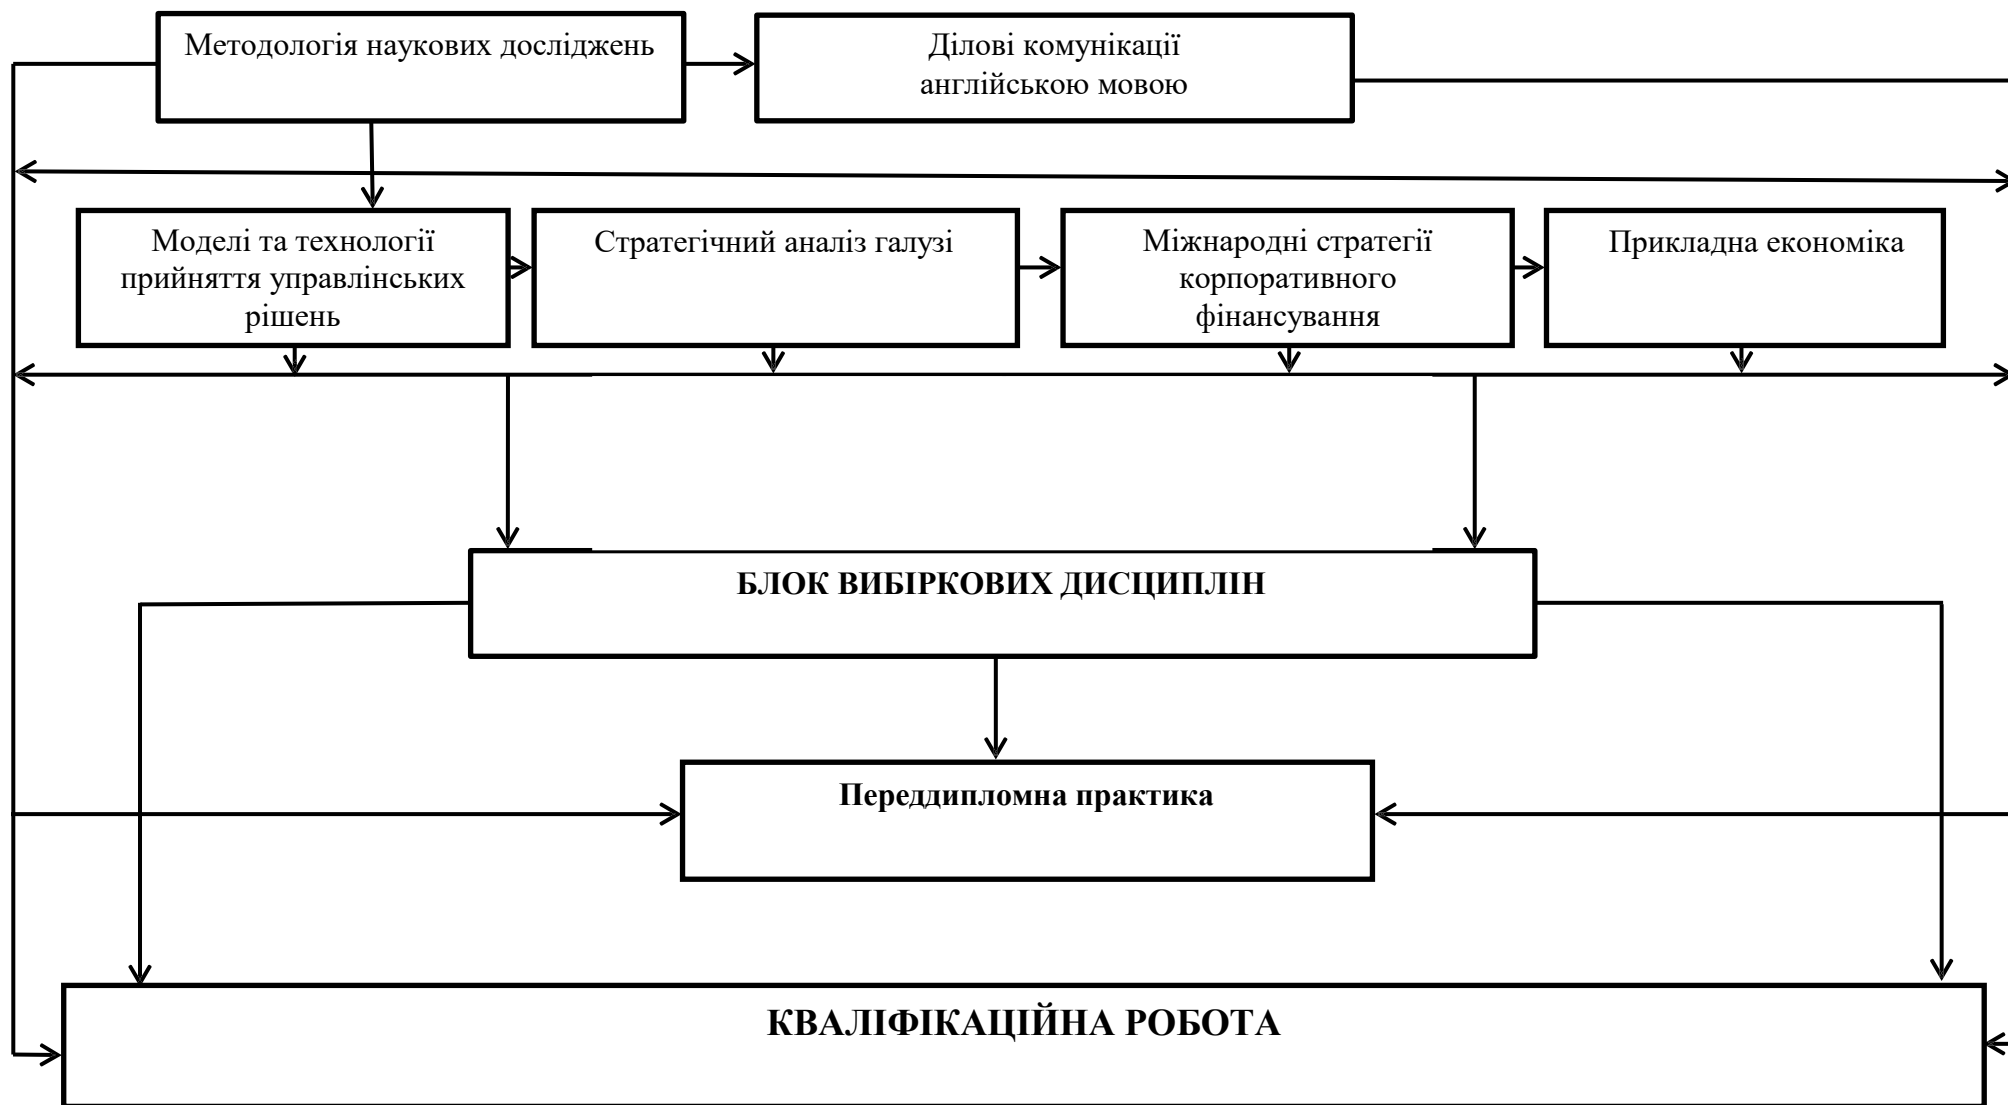 Методологія наукових досліджень
Ділові комунікації
англійською мовою
Моделі та технології
прийняття управлінських
рішень
Стратегічний аналіз галузі
Міжнародні стратегії
корпоративного
фінансування
Прикладна економіка
БЛОК ВИБІРКОВИХ ДИСЦИПЛІН
Переддипломна практика
КВАЛІФІКАЦІЙНА РОБОТА